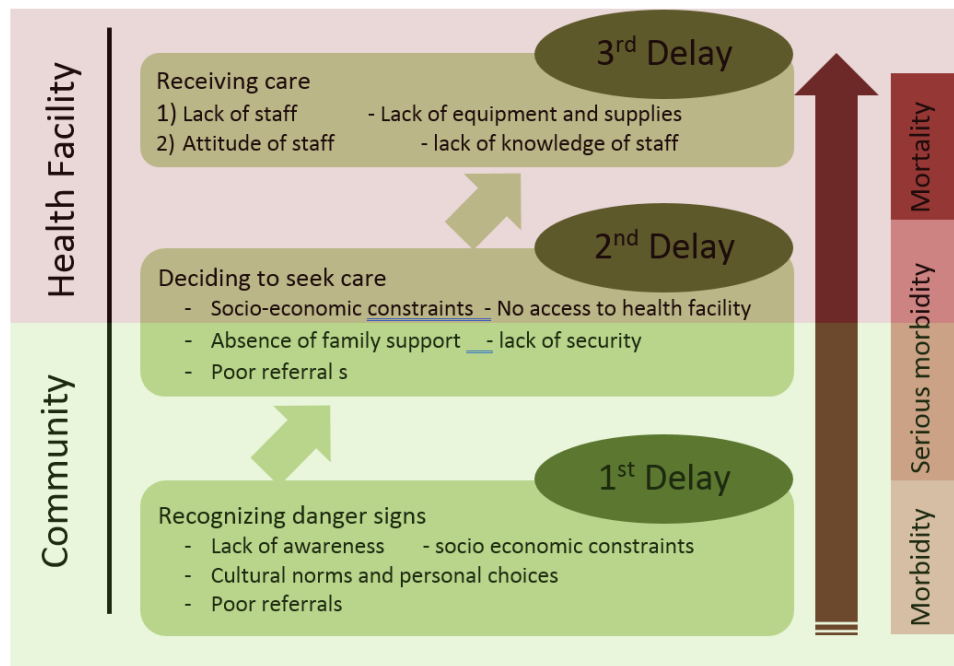 Health Facility
Community
3rd Delay
Receiving care
1) Lack of staff - Lack of equipment and supplies
2) Attitude of staff - lack of knowledge of staff
2nd Delay
Deciding to seek care
- Socio-economic constraints - No access to health facility
- Absence of family support - lack of security
- Poor referral s
1st Delay
Recognizing danger signs
- Lack of awareness - socio economic constraints
- Cultural norms and personal choices
- Poor referrals
Mortality
Serious morbidity
Morbidity